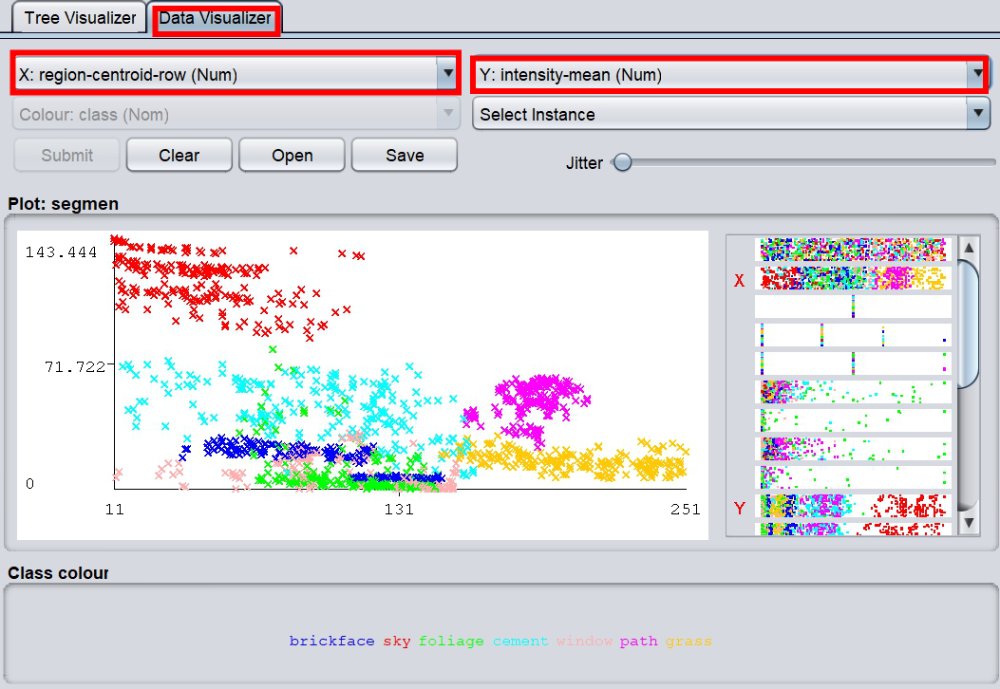 Tree Visualizer Data Visualizer
X: region-centroid-row (Num) Y: intensity-mean (Num)
Colour: class (Nom) Select Instance
Submit Clear Open Save Jitter
Plot: segmen
143.444
71.722
0
11 131 251
X
Y
Class colour
brickface sky foliage cement window path grass